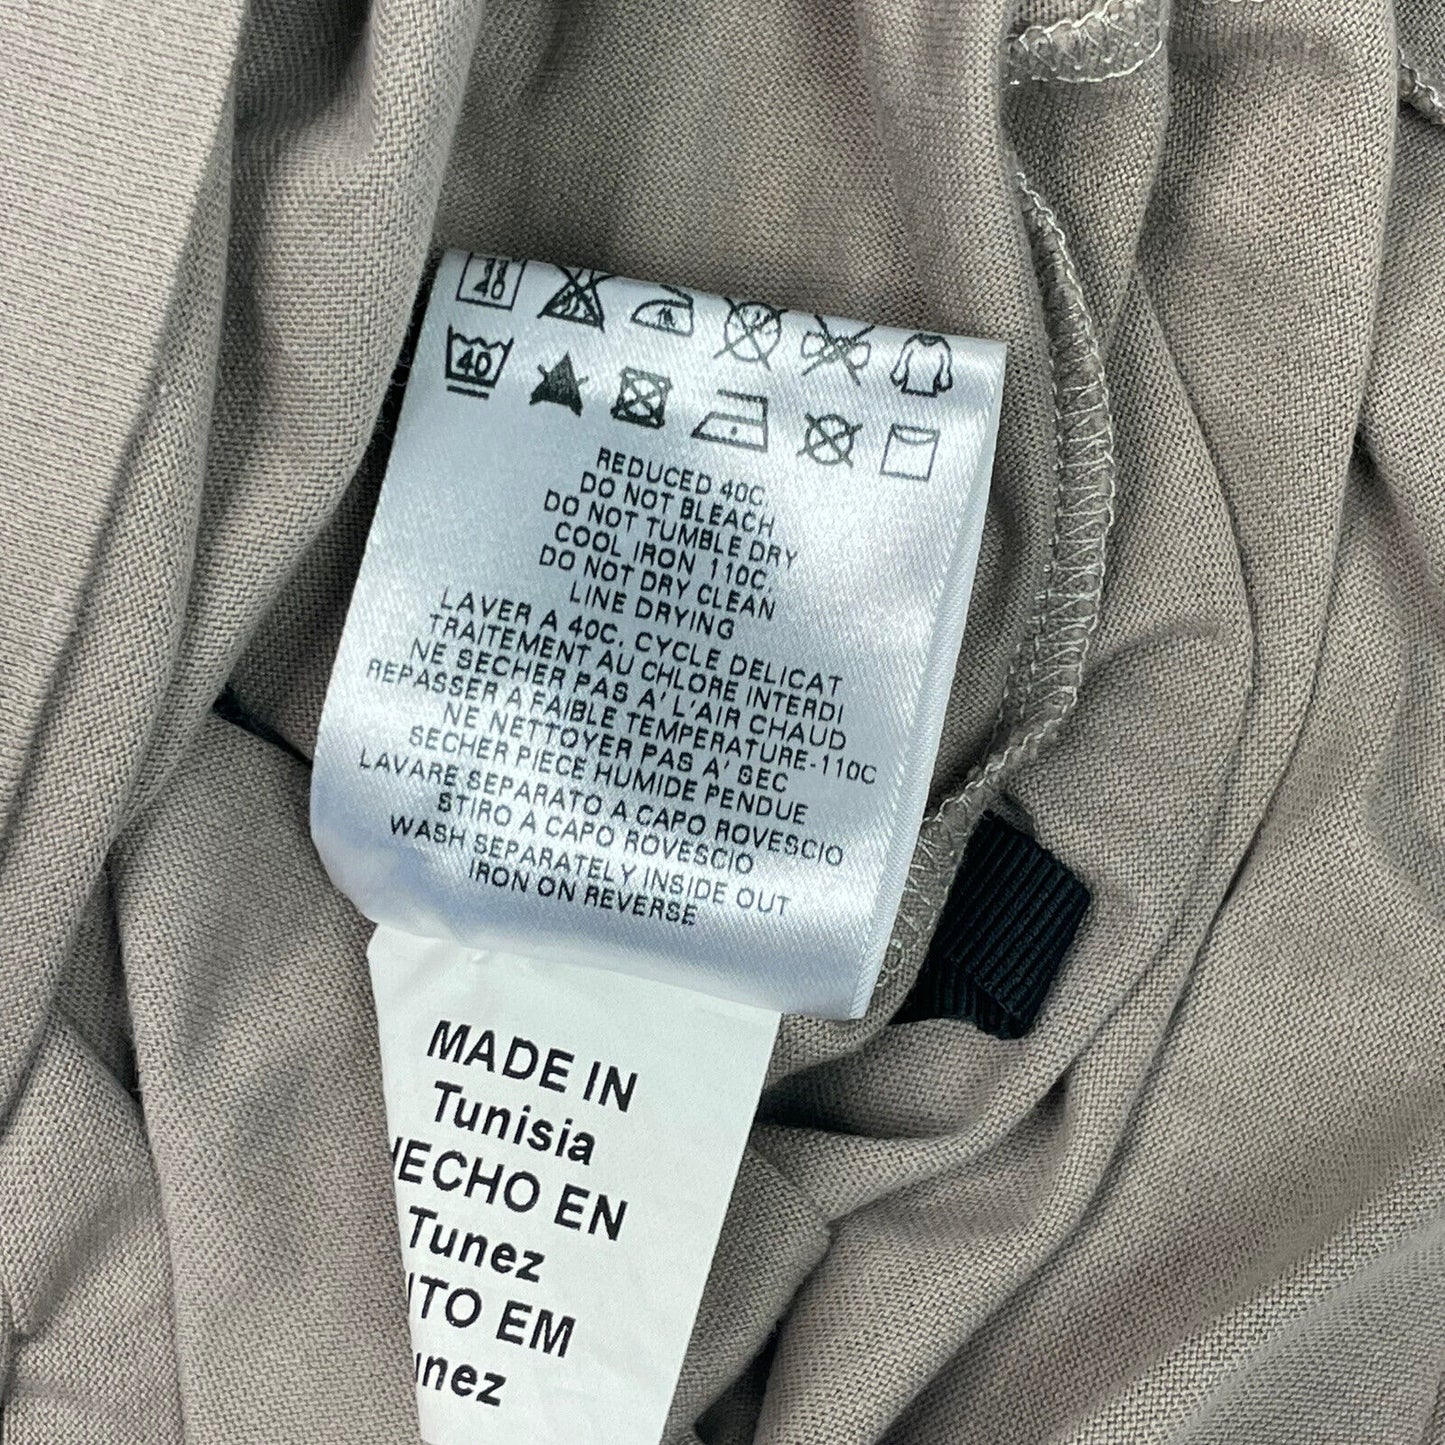 40
40
REDUCED 40C,
DO NOT BLEACH
DO NOT TUMBLE DRY
COOL IRON 110C,
DO NOT DRY CLEAN
LINE DRYING
LAVER A 40C, CYCLE DELICAT
TRAITEMENT AU CHLORE INTERDI
NE SECHER PAS A' L'AIR CHAUD
REPASSER A FAIBLE TEMPERATURE-110C
NE NETTOYER PAS A' SEC
SECHER PIECE HUMIDE PENDUE
LAVARE SEPARATO A CAPO ROVESCIO
STIRO A CAPO ROVESCIO
WASH SEPARATELY INSIDE OUT
IRON ON REVERSE
MADE IN
Tunisia
HECHO EN
Tunez
ITO EM
unez